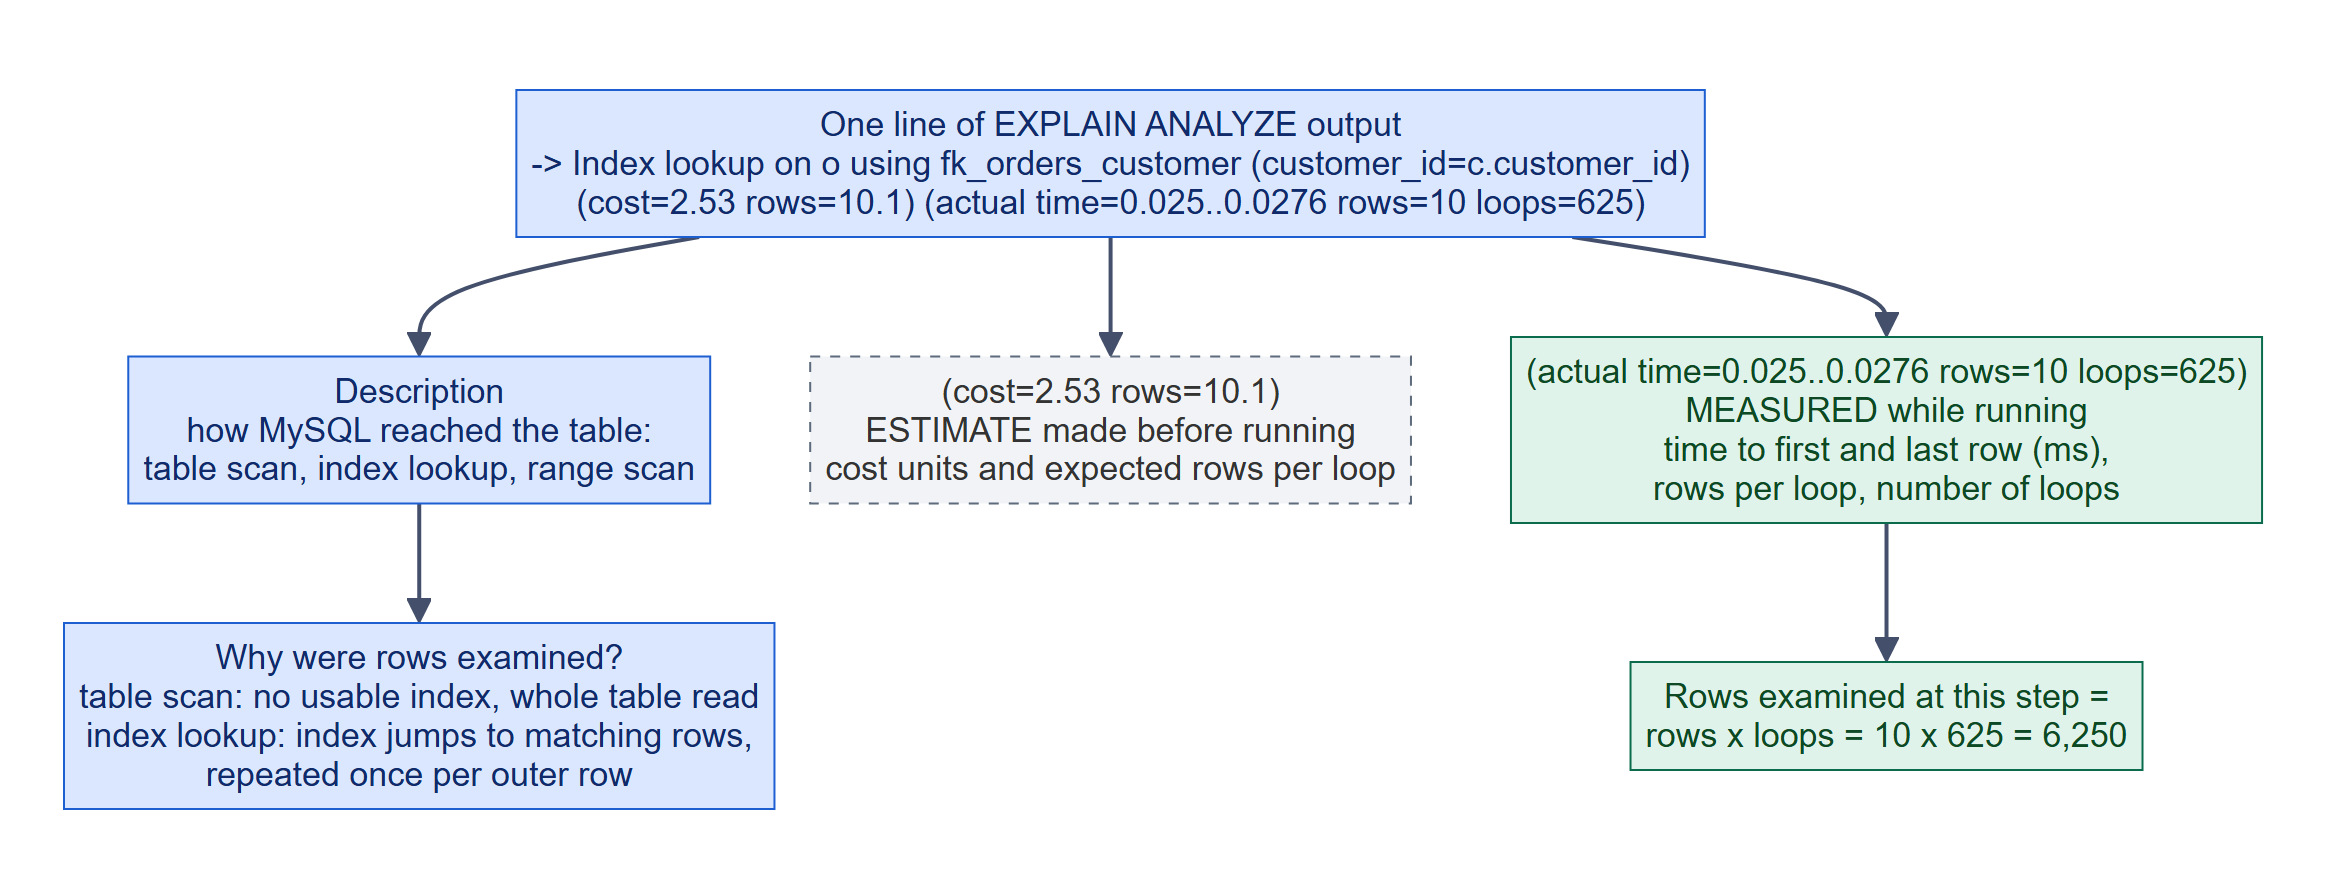 One line of EXPLAIN ANALYZE output
-> Index lookup on o using fk_orders_customer (customer_id=c.customer_id)
(cost=2.53 rows=10.1) (actual time=0.025..0.0276 rows=10 loops=625)
Description
how MySQL reached the table:
table scan, index lookup, range scan
(cost=2.53 rows=10.1)
ESTIMATE made before running
cost units and expected rows per loop
(actual time=0.025..0.0276 rows=10 loops=625)
MEASURED while running
time to first and last row (ms),
rows per loop, number of loops
Why were rows examined?
table scan: no usable index, whole table read
index lookup: index jumps to matching rows,
repeated once per outer row
Rows examined at this step =
rows x loops = 10 x 625 = 6,250